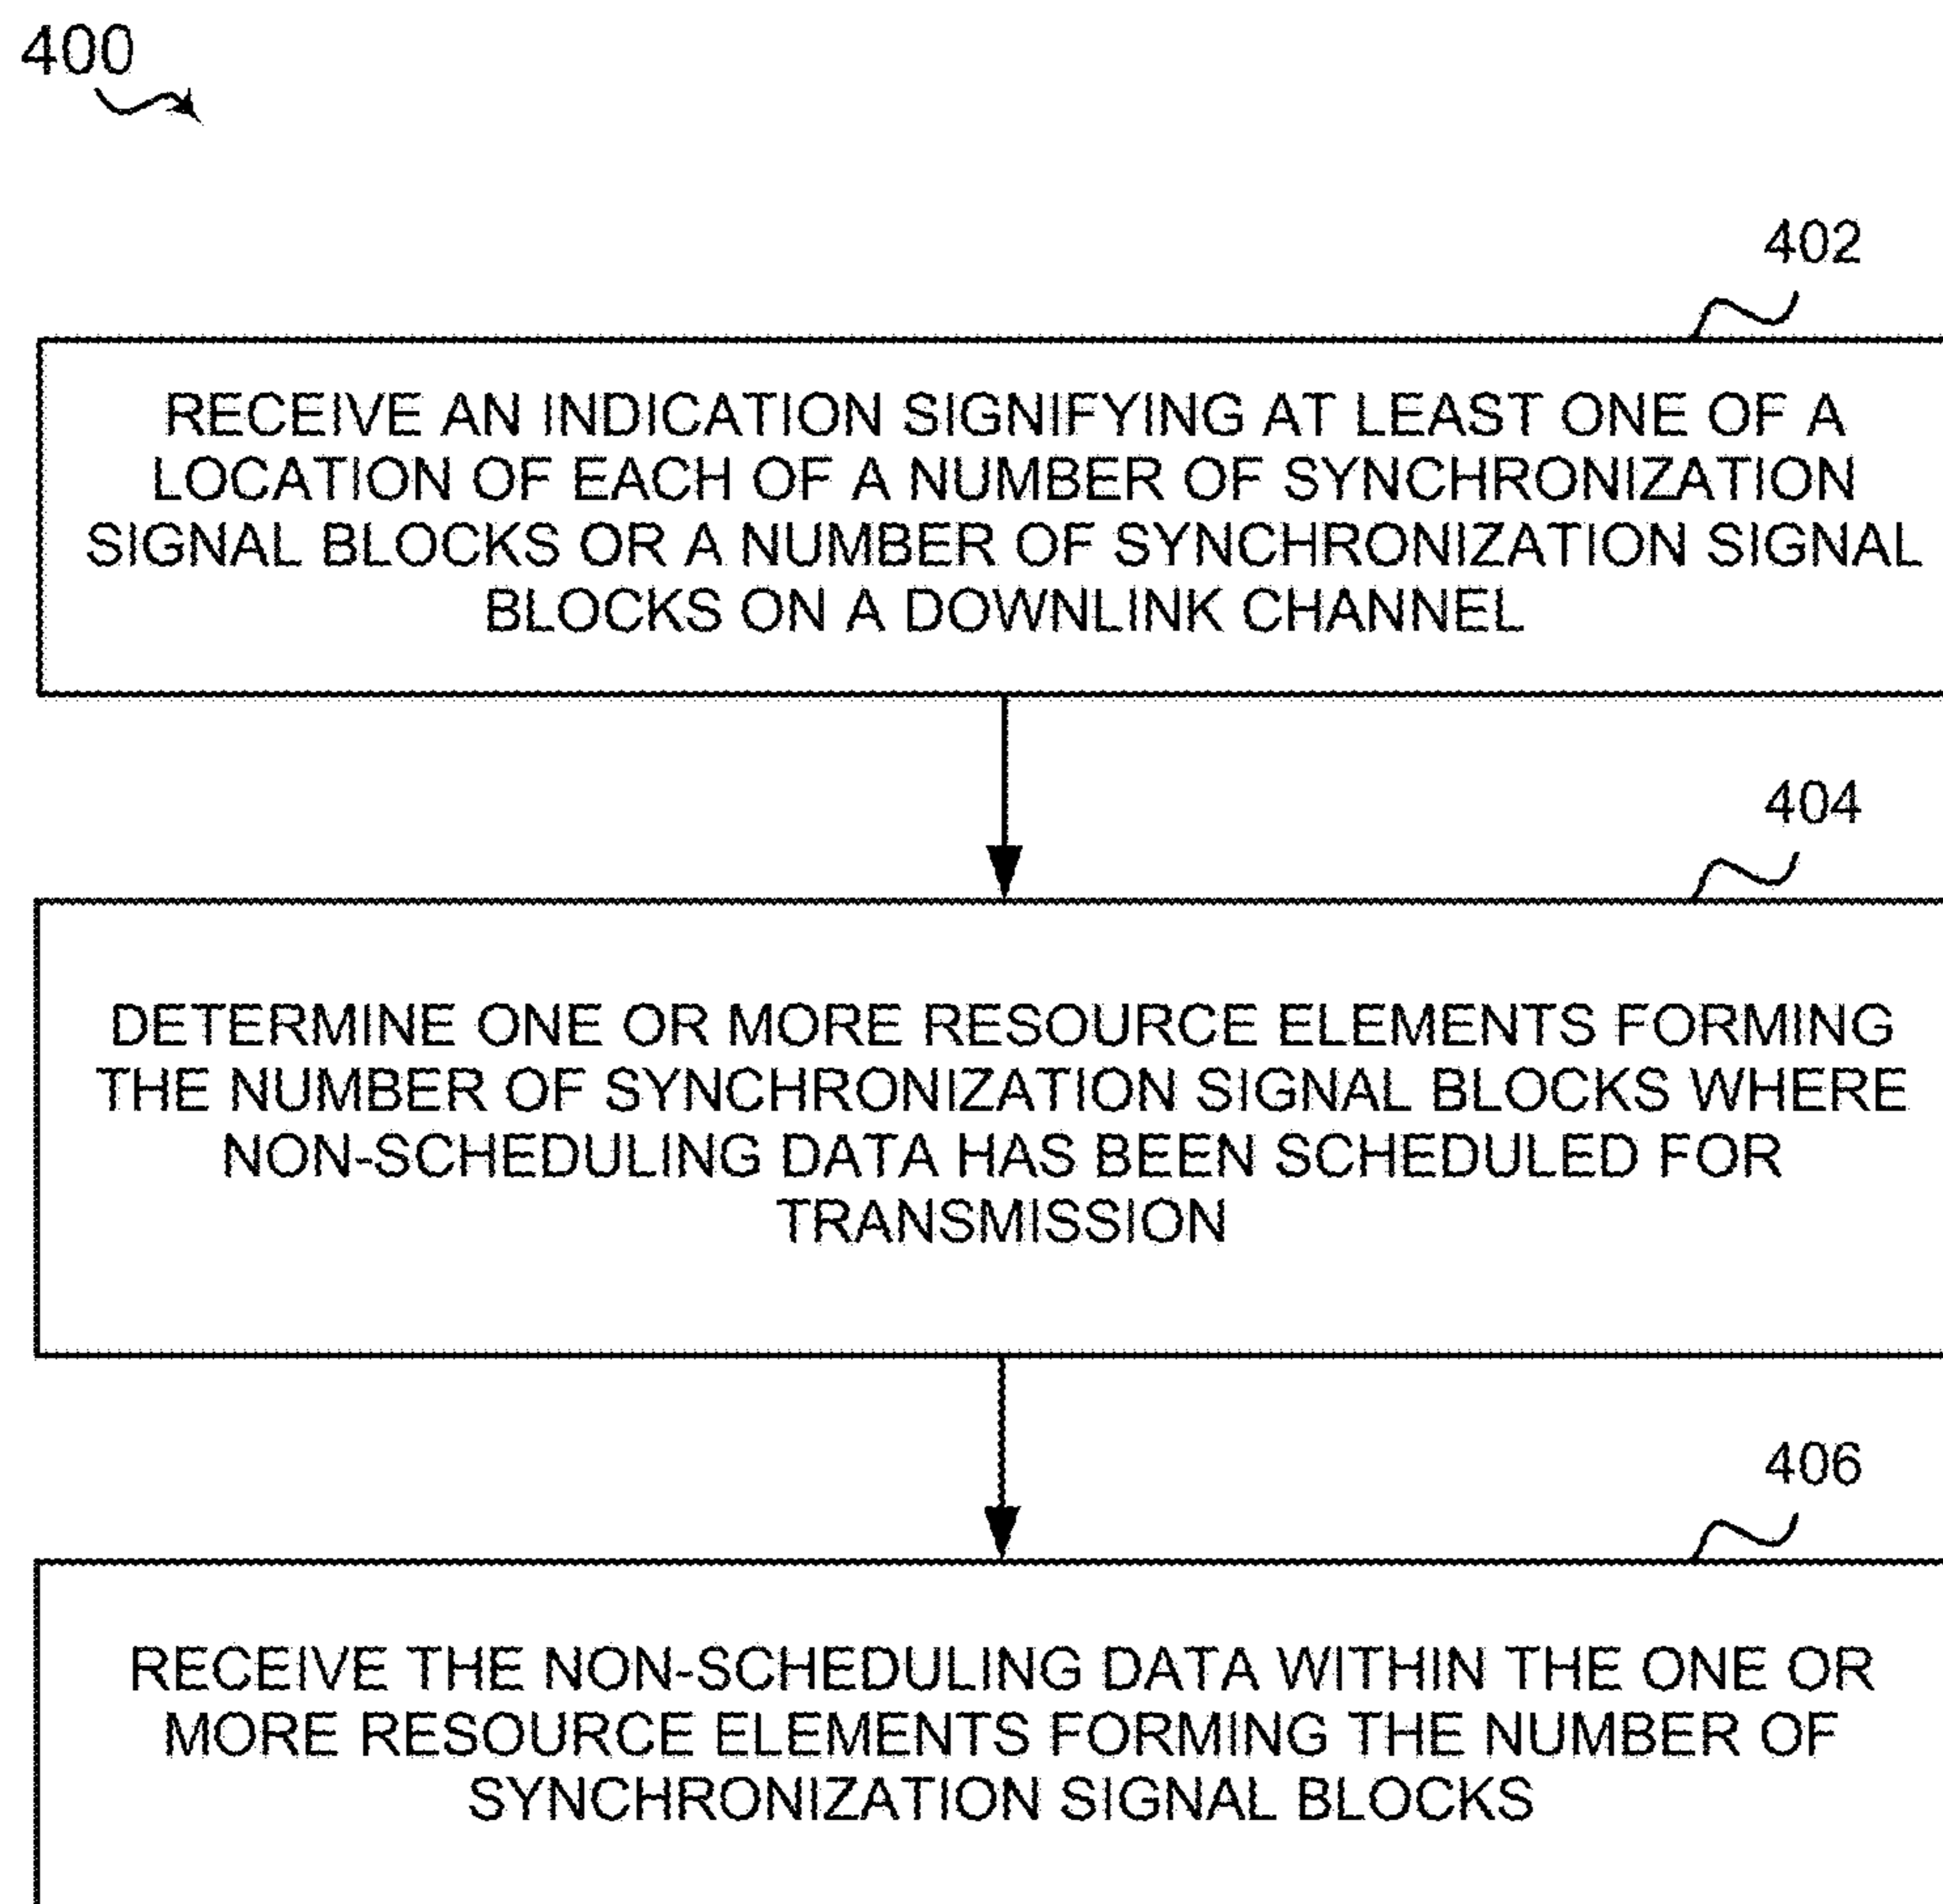 400
402
RECEIVE AN INDICATION SIGNIFYING AT LEAST ONE OF A
LOCATION OF EACH OF A NUMBER OF SYNCHRONIZATION
SIGNAL BLOCKS OR A NUMBER OF SYNCHRONIZATION SIGNAL
BLOCKS ON A DOWNLINK CHANNEL
404
DETERMINE ONE OR MORE RESOURCE ELEMENTS FORMING
THE NUMBER OF SYNCHRONIZATION SIGNAL BLOCKS WHERE
NON-SCHEDULING DATA HAS BEEN SCHEDULED FOR
TRANSMISSION
406
RECEIVE THE NON-SCHEDULING DATA WITHIN THE ONE OR
MORE RESOURCE ELEMENTS FORMING THE NUMBER OF
SYNCHRONIZATION SIGNAL BLOCKS